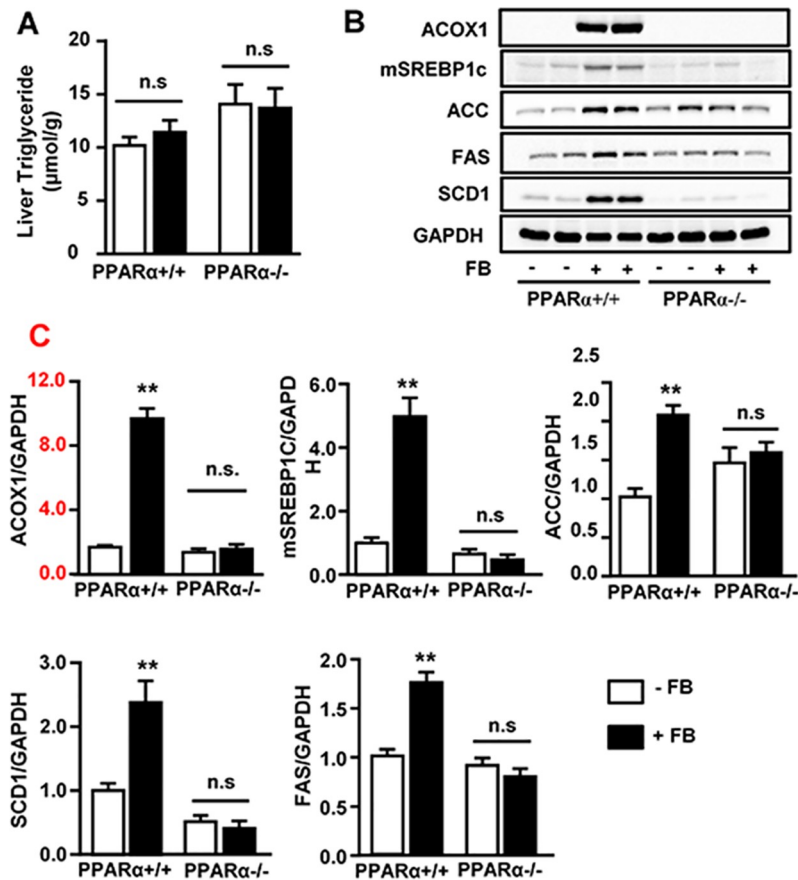 A
Liver Triglyceride
(μmol/g)
20
15
10
5
0
n.s
n.s
PPARα+/+ PPARα-/-
B
ACOX1
mSREBP1c
ACC
FAS
SCD1
GAPDH
FB - - + + - - + +
PPARα+/+ PPARα-/-
C
ACOX1/GAPDH
12.0
8.0
4.0
0.0
**
n.s.
PPARα+/+ PPARα-/-
mSREBP1C/GAPD
H
6.0
4.0
2.0
0.0
**
n.s
PPARα+/+ PPARα-/-
ACC/GAPDH
2.5
2.0
1.5
1.0
0.5
0.0
**
n.s
PPARα+/+ PPARα-/-
SCD1/GAPDH
3.0
2.0
1.0
0.0
**
n.s
PPARα+/+ PPARα-/-
FAS/GAPDH
2.0
1.5
1.0
0.5
0.0
**
n.s
PPARα+/+ PPARα-/-
- FB
+ FB